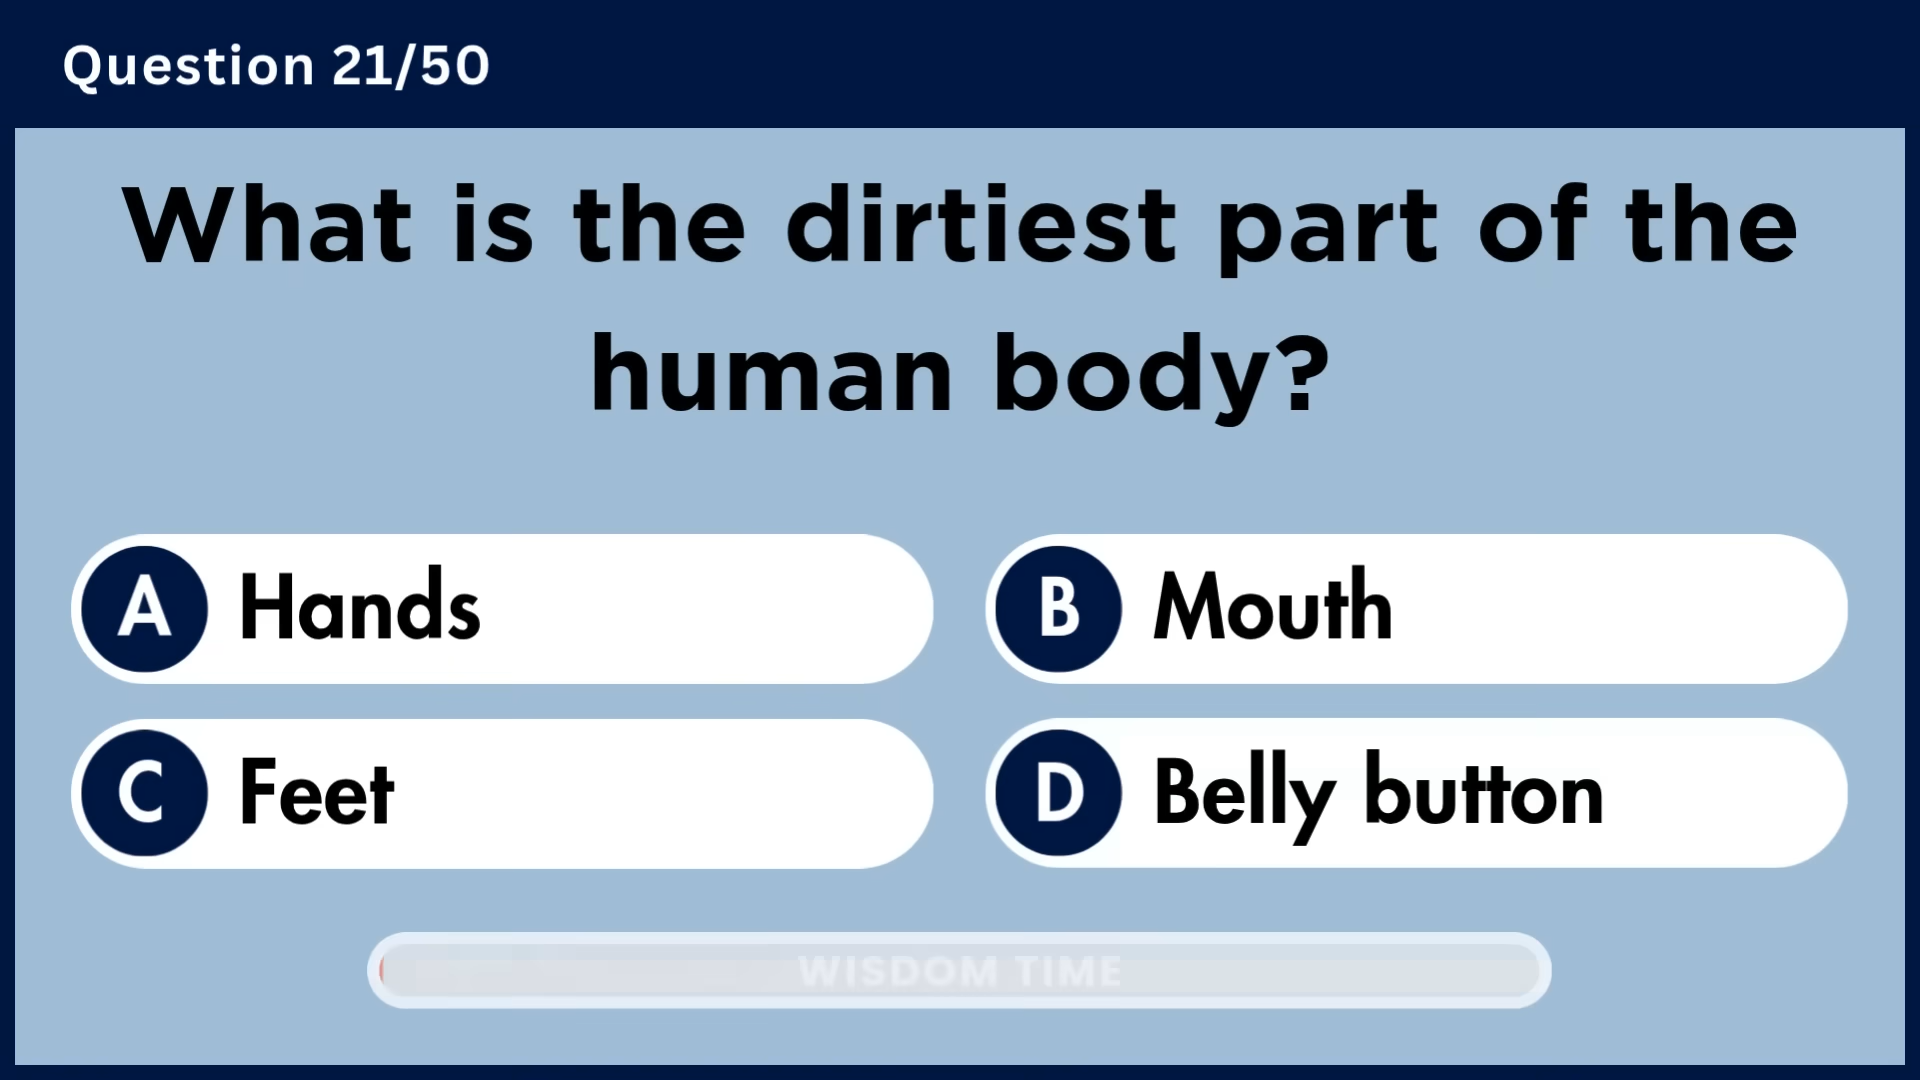 Question 21/50
What is the dirtiest part of the
human body?
A Hands
B Mouth
C Feet
D Belly button
WISDOM TIME